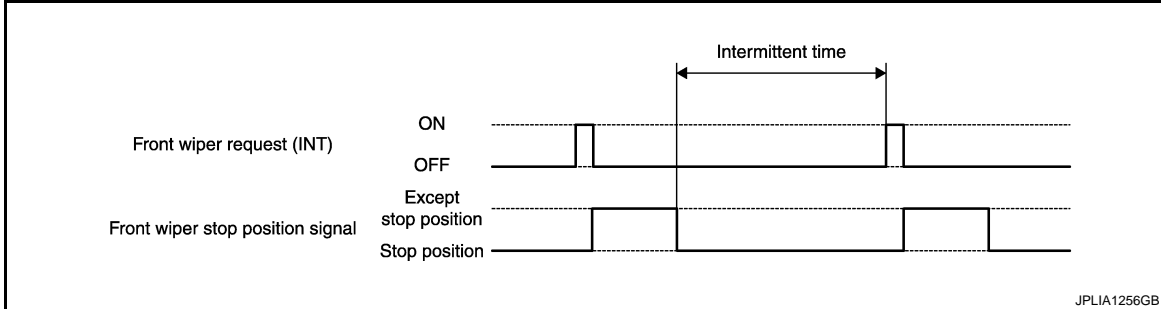 Intermittent time
ON
Front wiper request (INT)
OFF
Except
stop position
Front wiper stop position signal
Stop position
JPLIA1256GB